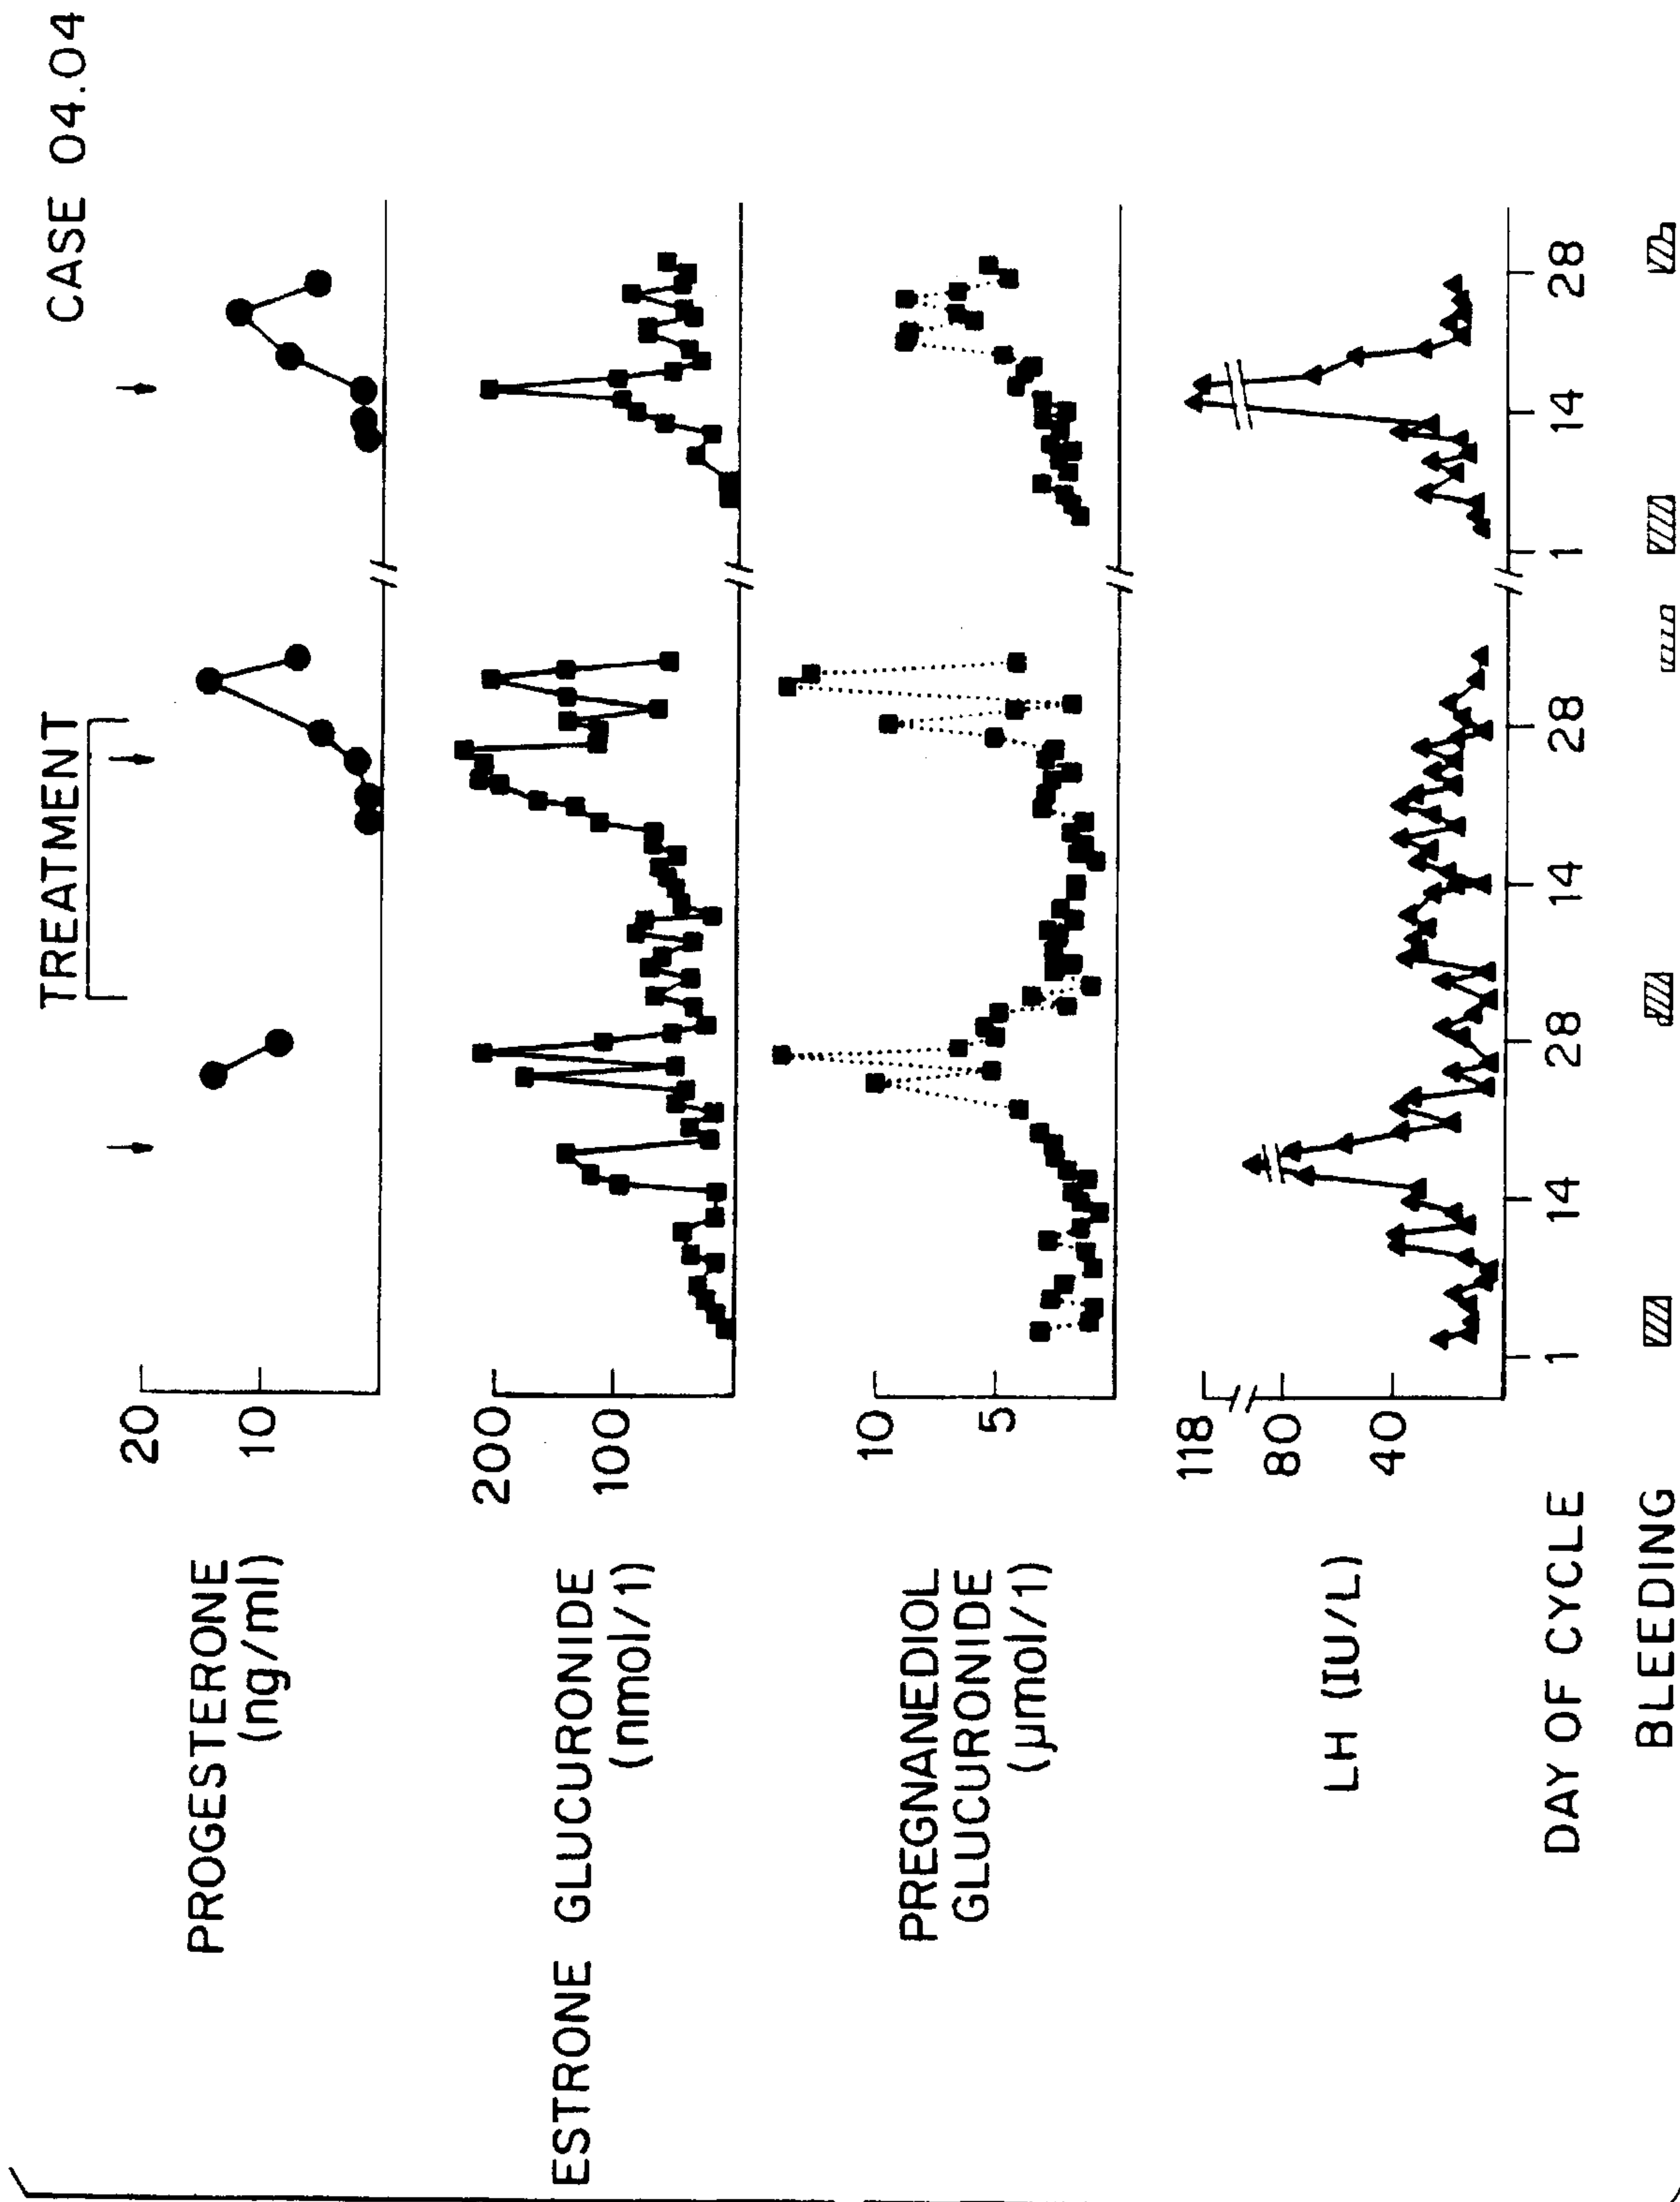 CASE 04.04
TREATMENT
PROGESTERONE
(ng/ml)
20
10
ESTRONE GLUCURONIDE
(nmol/1)
200
100
PREGNANEDIOL
GLUCURONIDE
(µmol/1)
10
5
LH (IU/L)
118
80
40
DAY OF CYCLE
1 14 28 14 28 1 14 28
BLEEDING